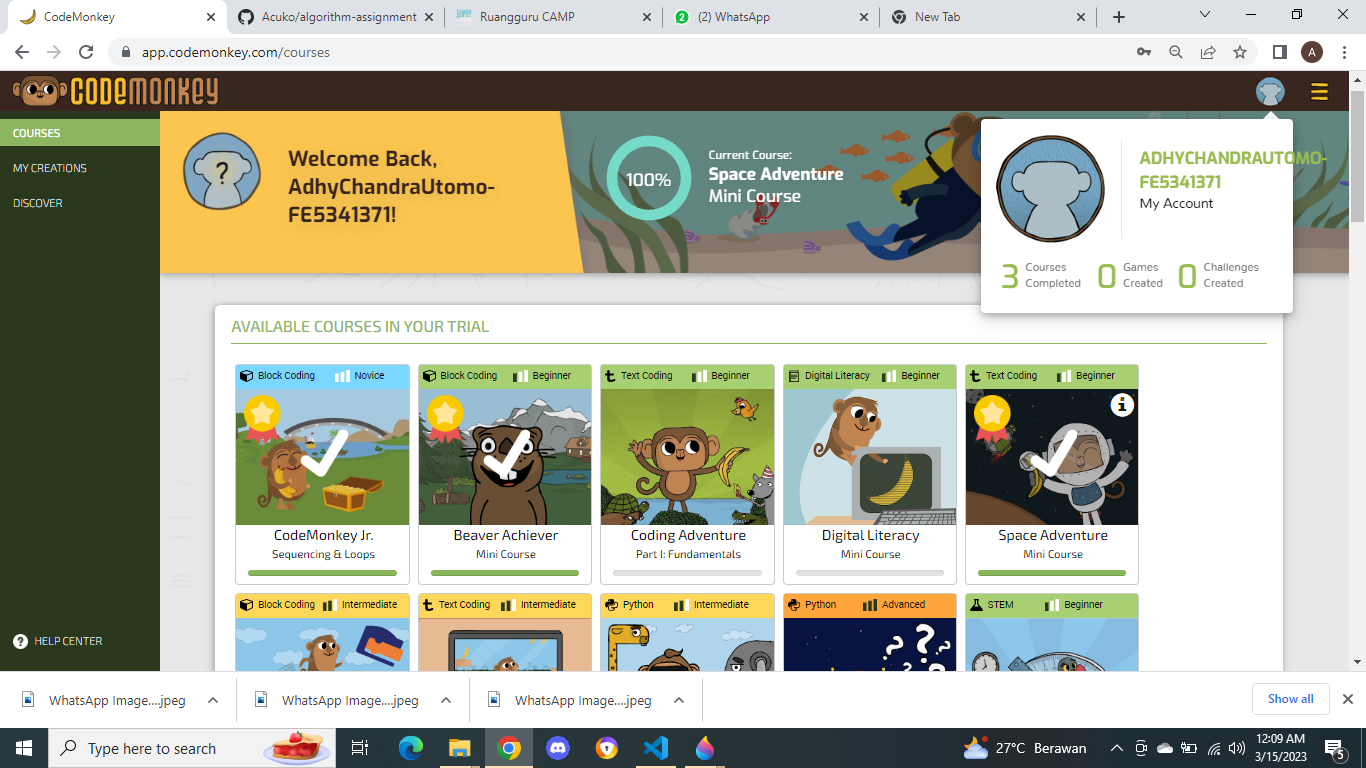 CodeMonkey
Acuko/algorithm-assignment
Ruangguru CAMP
(2) WhatsApp
New Tab
app.codemonkey.com/courses
A
CODEMONKEY
COURSES
MY CREATIONS
DISCOVER
HELP CENTER
?
Welcome Back,
AdhyChandraUtomo-
FE5341371!
100%
Current Course:
Space Adventure
Mini Course
ADHYCHANDRAUTOMO-
FE5341371
My Account
3 Courses Completed
0 Games Created
0 Challenges Created
AVAILABLE COURSES IN YOUR TRIAL
Block Coding Novice
CodeMonkey Jr.
Sequencing & Loops
Block Coding Beginner
Beaver Achiever
Mini Course
Text Coding Beginner
Coding Adventure
Part I: Fundamentals
Digital Literacy Beginner
Digital Literacy
Mini Course
Text Coding Beginner
Space Adventure
Mini Course
Block Coding Intermediate
Text Coding Intermediate
Python Intermediate
Python Advanced
? ? ?
STEM Beginner
WhatsApp Image....jpeg
WhatsApp Image....jpeg
WhatsApp Image....jpeg
Show all
Type here to search
27°C Berawan
12:09 AM
3/15/2023
5